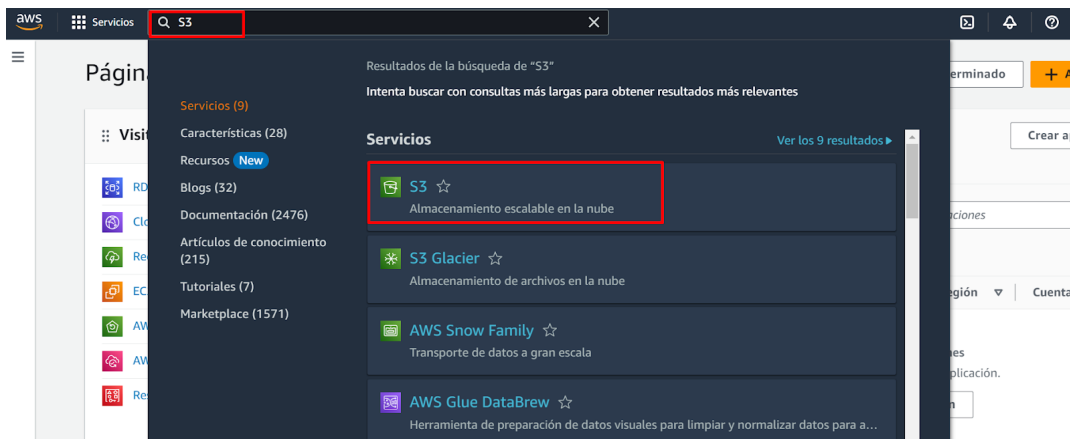 aws
Servicios
S3
Págin
erminado
A
Resultados de la búsqueda de “S3”
Intenta buscar con consultas más largas para obtener resultados más relevantes
Servicios (9)
Características (28)
Recursos New
Blogs (32)
Documentación (2476)
Artículos de conocimiento
(215)
Tutoriales (7)
Marketplace (1571)
Servicios
Ver los 9 resultados
S3
Almacenamiento escalable en la nube
S3 Glacier
Almacenamiento de archivos en la nube
AWS Snow Family
Transporte de datos a gran escala
AWS Glue DataBrew
Herramienta de preparación de datos visuales para limpiar y normalizar datos para a...
Visit
RD
Clo
Re
EC
AW
AW
Re
Crear a
aciones
egión
Cuenta
nes
plicación.
n